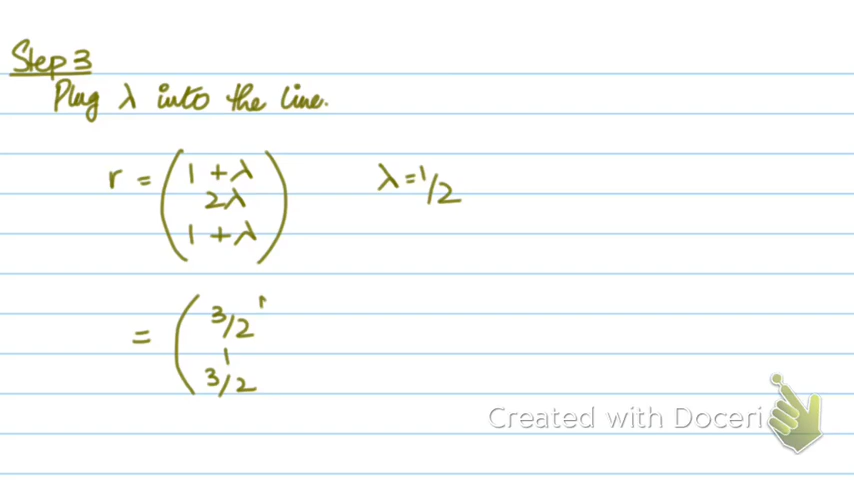 Step 3
Plug λ into the line.
r = ( 1 + λ
2λ
1 + λ )
λ = 1/2
= ( 3/2
1
3/2
Created with Doceri